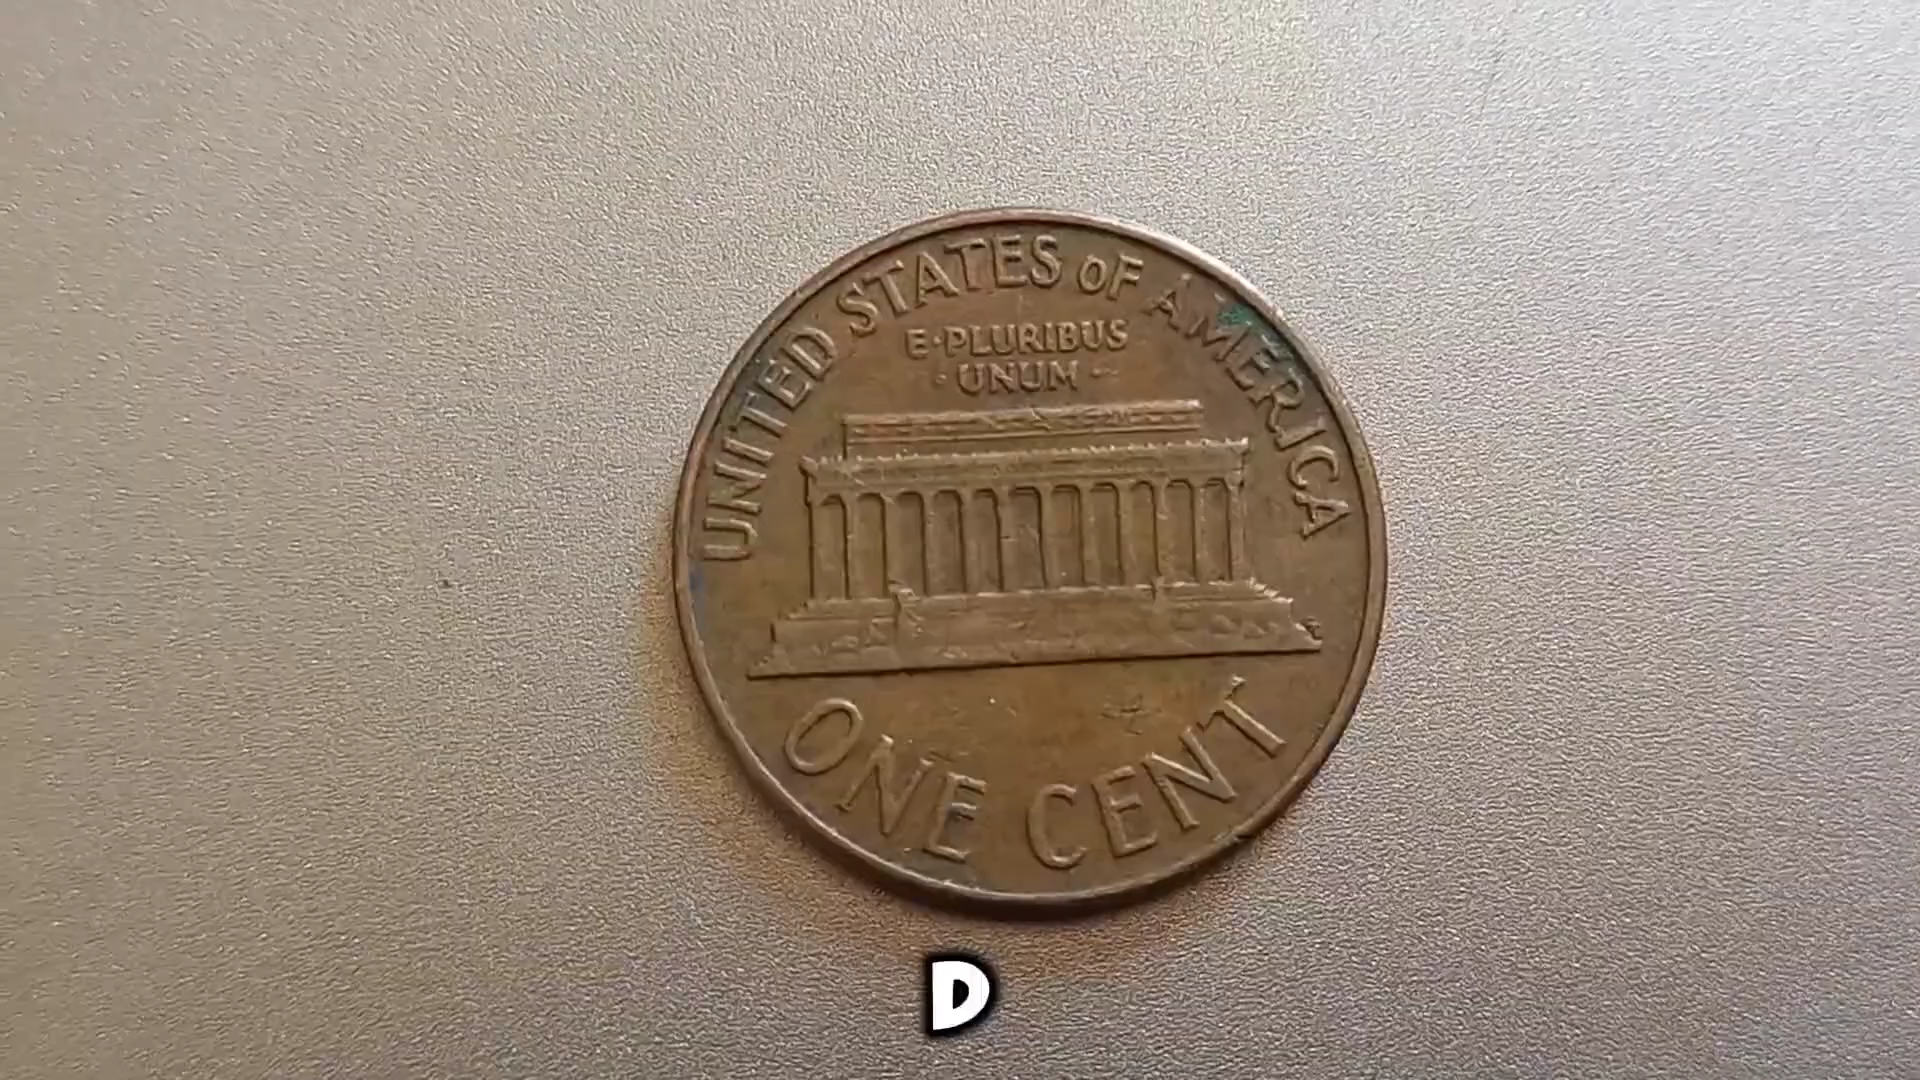 UNITED STATES OF AMERICA
E·PLURIBUS
·UNUM·
ONE CENT
D